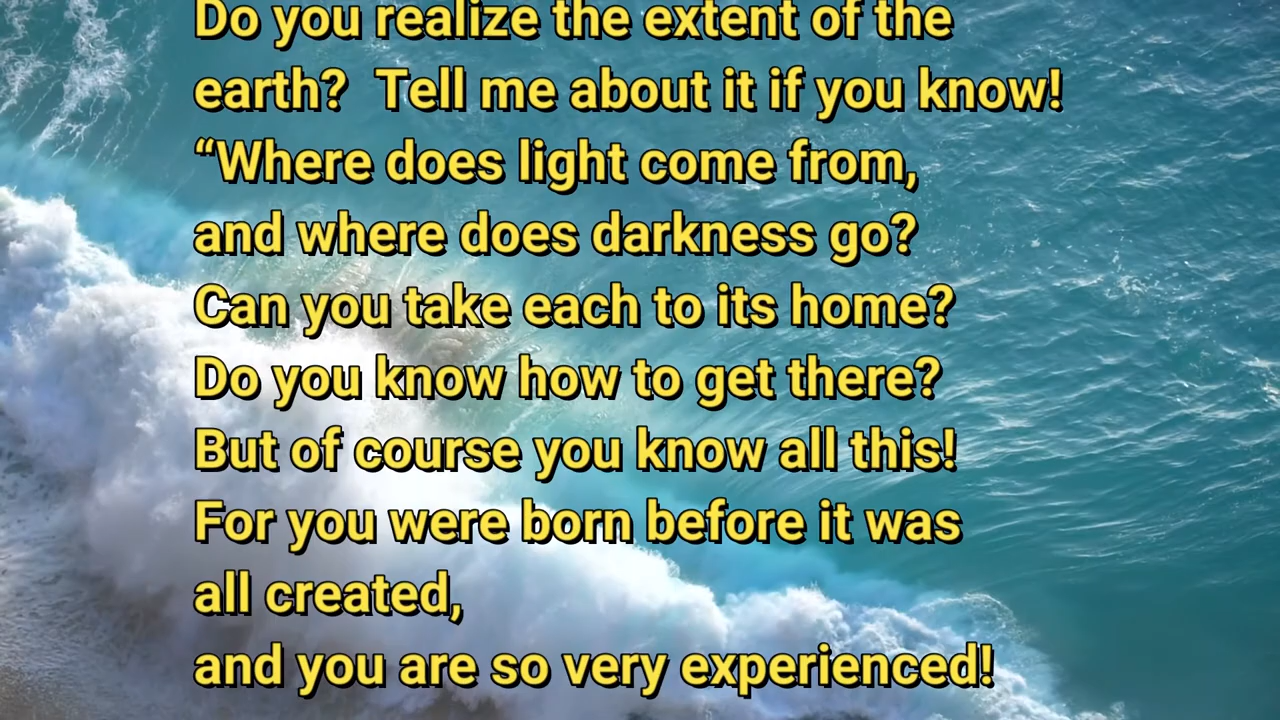 Do you realize the extent of the
earth?  Tell me about it if you know!
“Where does light come from,
and where does darkness go?
Can you take each to its home?
Do you know how to get there?
But of course you know all this!
For you were born before it was
all created,
and you are so very experienced!